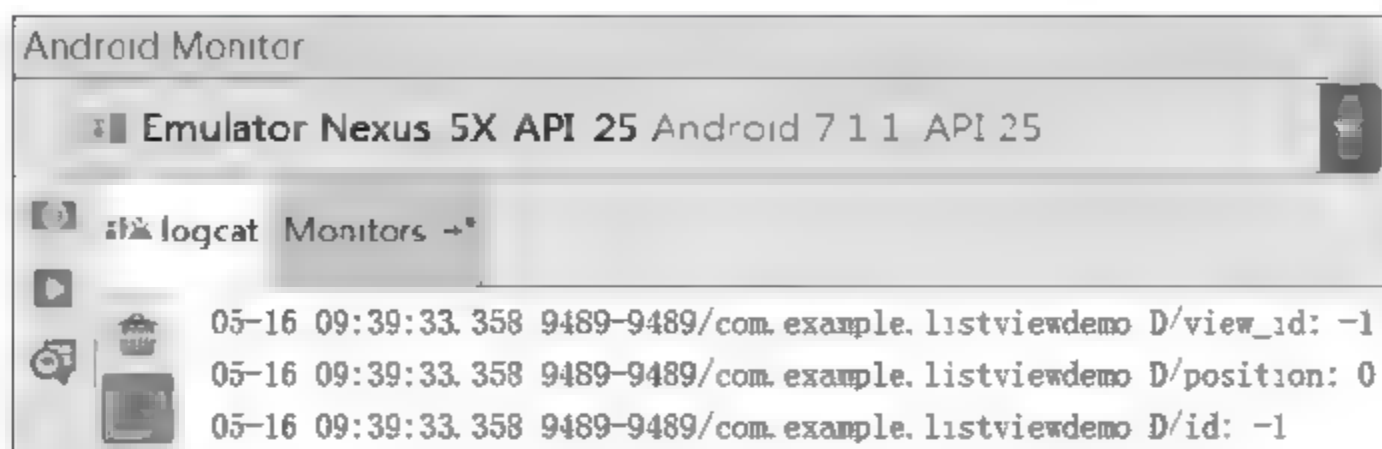 Android Monitor
Emulator Nexus 5X API 25 Android 7 1 1 API 25
logcat Monitors →"
05-16 09:39:33.358 9489-9489/com.example.listviewdemo D/view_id: -1
05-16 09:39:33.358 9489-9489/com.example.listviewdemo D/position: 0
05-16 09:39:33.358 9489-9489/com.example.listviewdemo D/id: -1